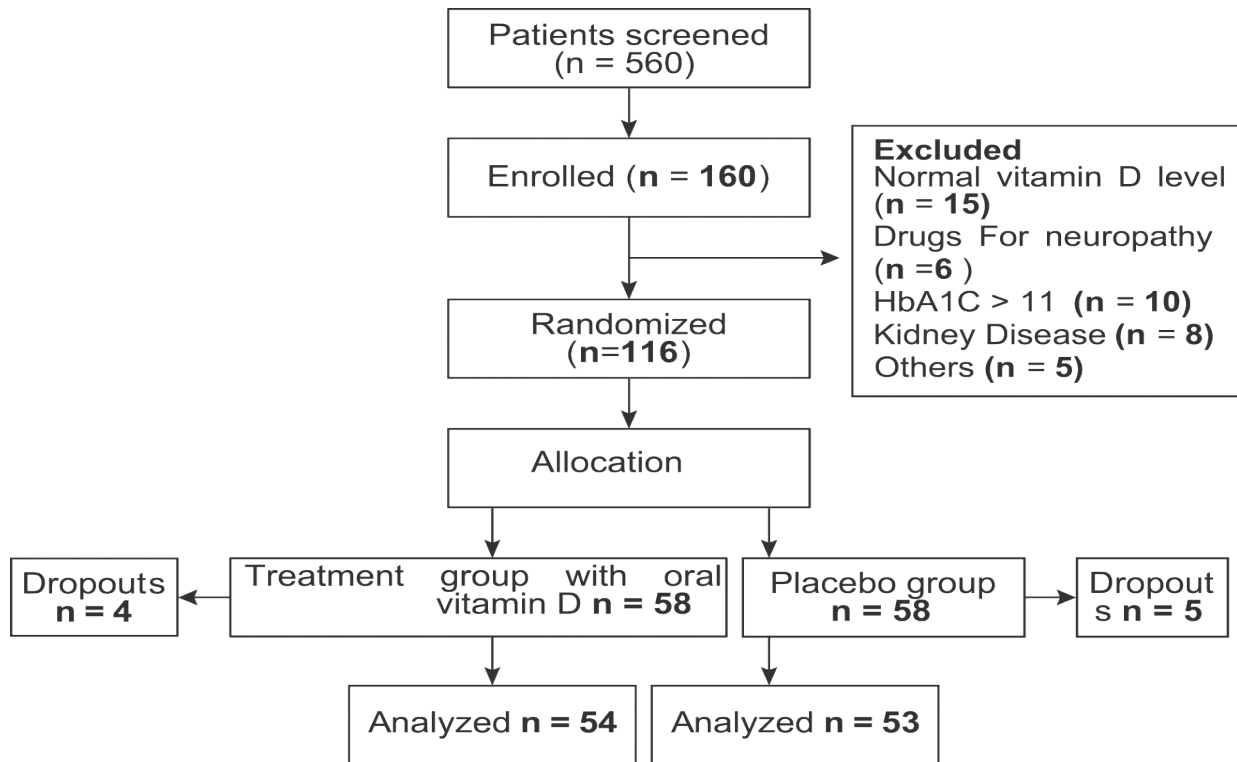 Patients screened
(n = 560)
Enrolled (n = 160)
Excluded
Normal vitamin D level
(n = 15)
Drugs For neuropathy
(n =6 )
HbA1C > 11 (n = 10)
Kidney Disease (n = 8)
Others (n = 5)
Randomized
(n=116)
Allocation
Dropouts
n = 4
Treatment group with oral
vitamin D n = 58
Placebo group
n = 58
Dropout
s n = 5
Analyzed n = 54
Analyzed n = 53